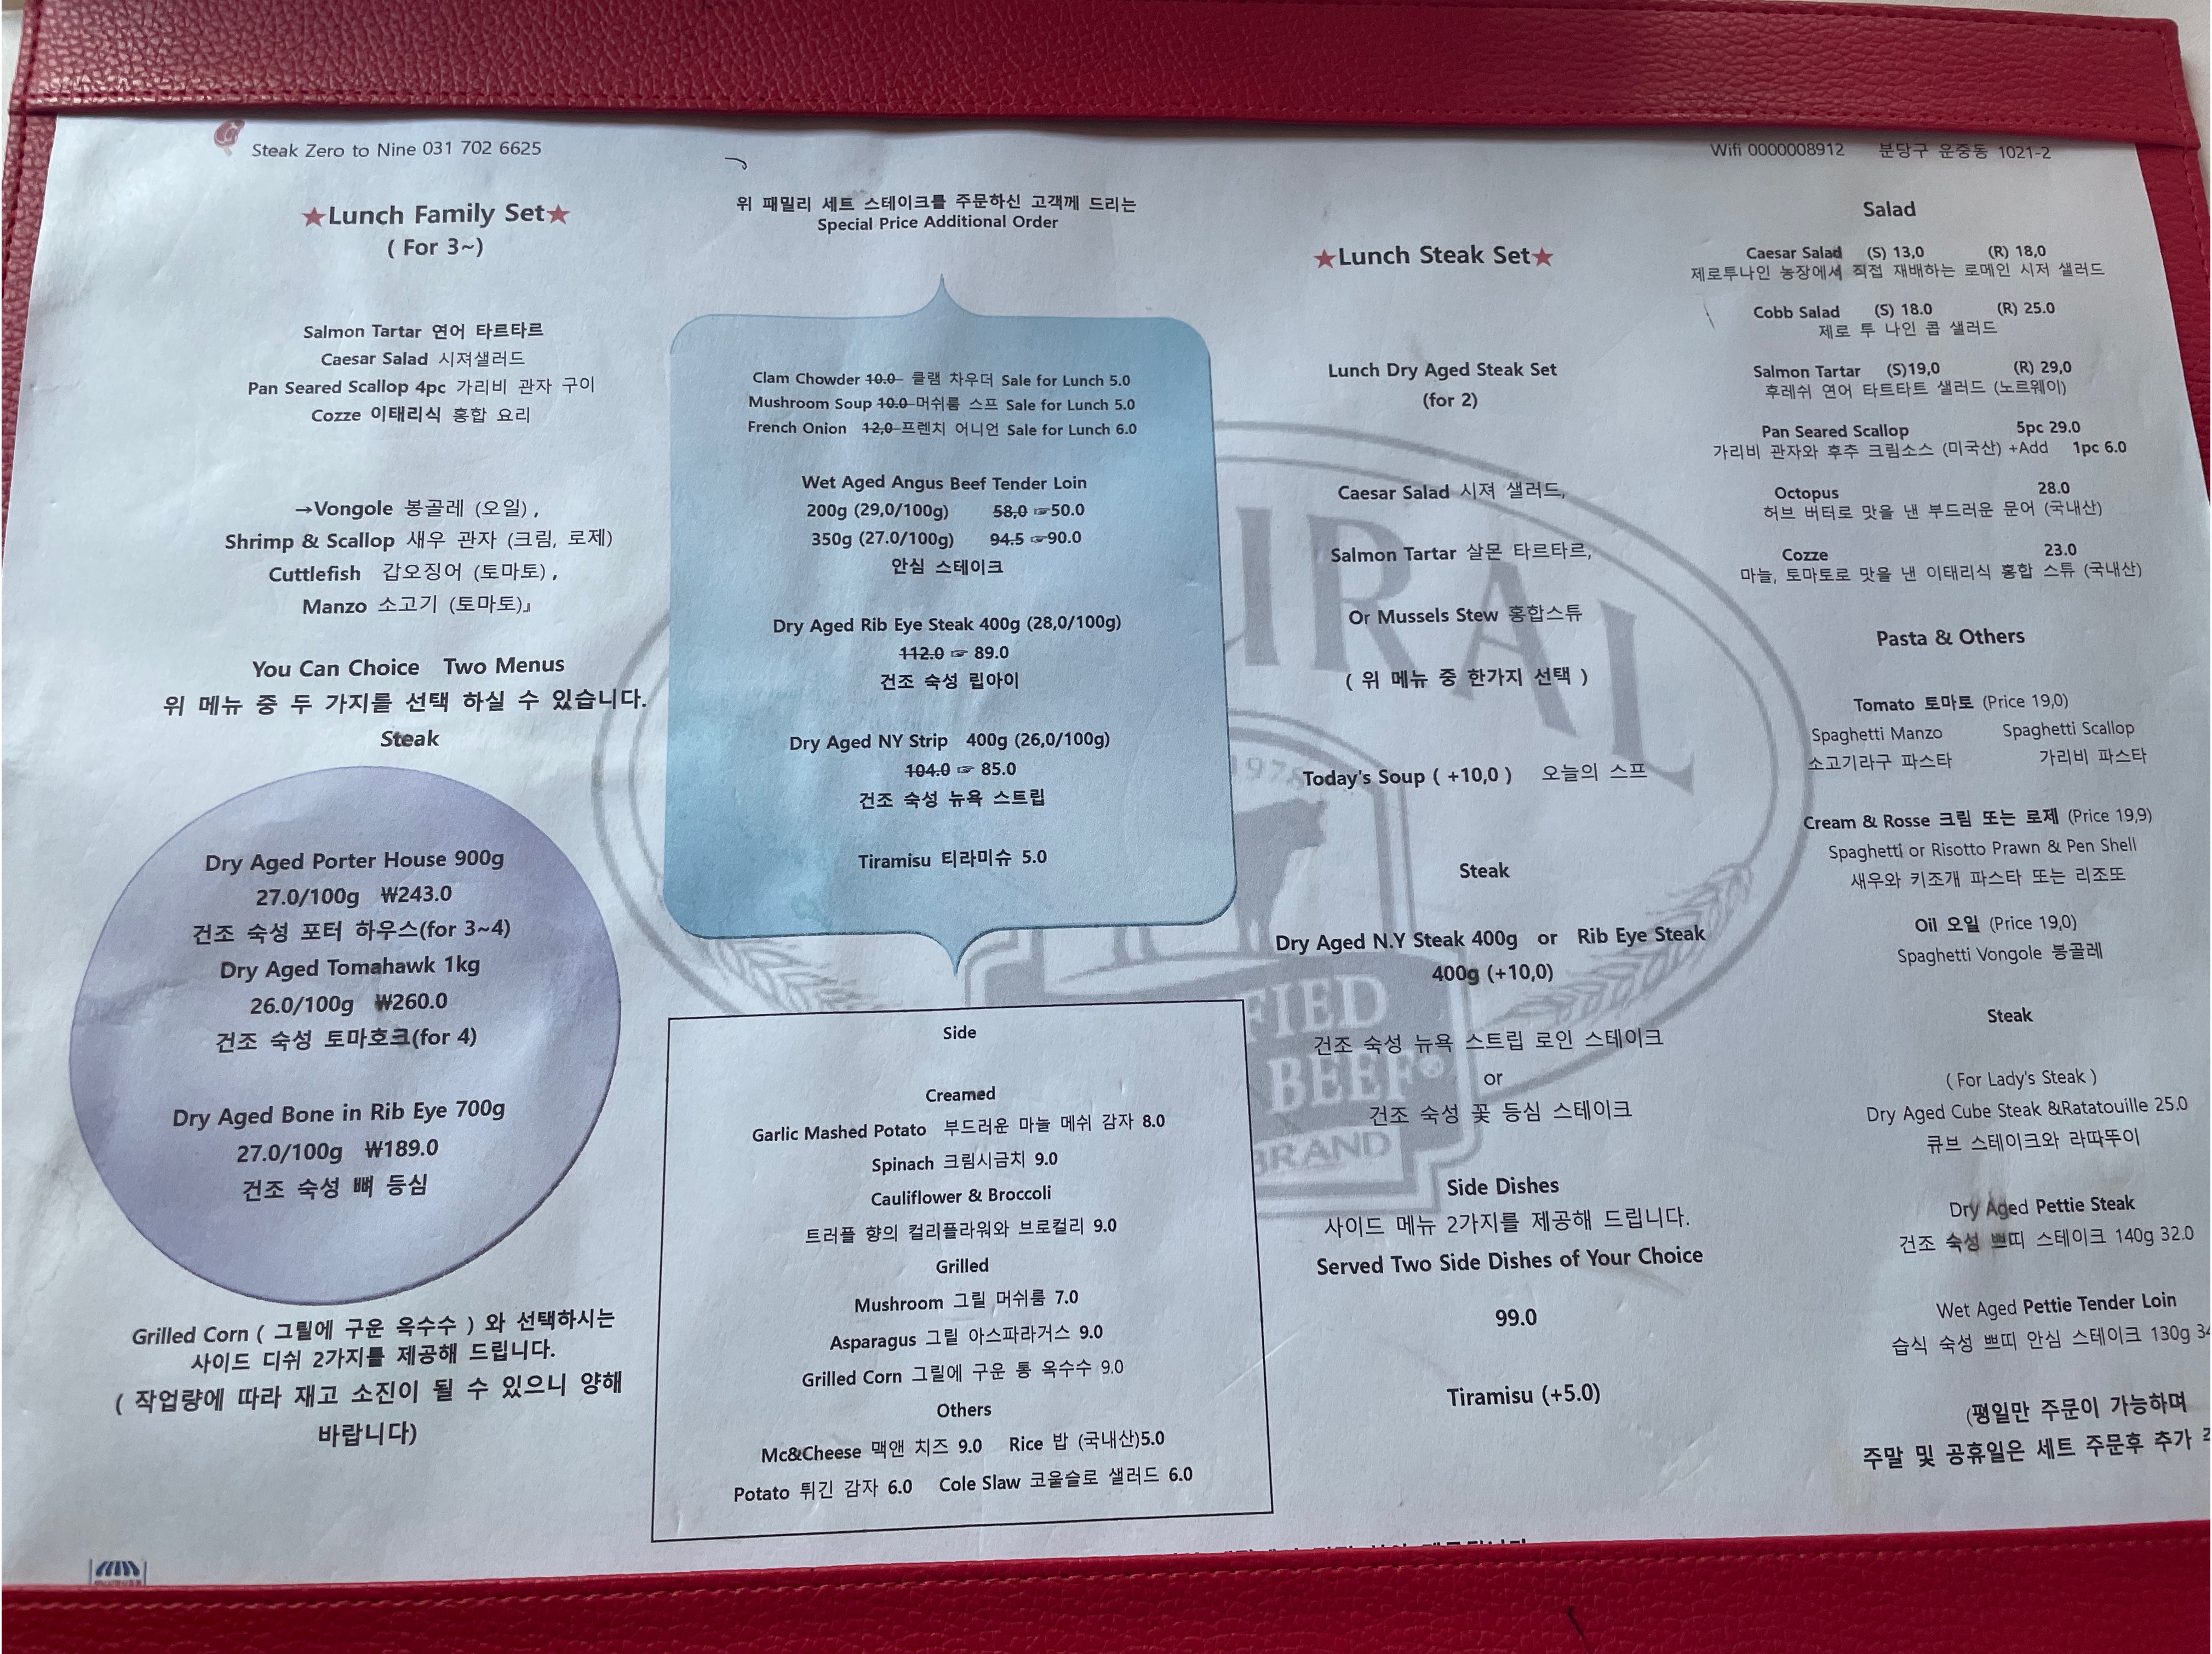 Steak Zero to Nine 031 702 6625
Wifi 0000008912 분당구 운중동 1021-2
★Lunch Family Set★
( For 3~)
Salmon Tartar 연어 타르타르
Caesar Salad 시져샐러드
Pan Seared Scallop 4pc 가리비 관자 구이
Cozze 이태리식 홍합 요리
→Vongole 봉골레 (오일) ,
Shrimp & Scallop 새우 관자 (크림, 로제)
Cuttlefish 갑오징어 (토마토) ,
Manzo 소고기 (토마토)』
You Can Choice Two Menus
위 메뉴 중 두 가지를 선택 하실 수 있습니다.
Steak
Dry Aged Porter House 900g
27.0/100g ₩243.0
건조 숙성 포터 하우스(for 3~4)
Dry Aged Tomahawk 1kg
26.0/100g ₩260.0
건조 숙성 토마호크(for 4)
Dry Aged Bone in Rib Eye 700g
27.0/100g ₩189.0
건조 숙성 뼈 등심
Grilled Corn ( 그릴에 구운 옥수수 ) 와 선택하시는
사이드 디쉬 2가지를 제공해 드립니다.
( 작업량에 따라 재고 소진이 될 수 있으니 양해
바랍니다)
위 패밀리 세트 스테이크를 주문하신 고객께 드리는
Special Price Additional Order
Clam Chowder 10.0 클램 차우더 Sale for Lunch 5.0
Mushroom Soup 10.0 머쉬룸 스프 Sale for Lunch 5.0
French Onion 12,0 프렌치 어니언 Sale for Lunch 6.0
Wet Aged Angus Beef Tender Loin
200g (29,0/100g) 58,0 ☞50.0
350g (27.0/100g) 94.5 ☞90.0
안심 스테이크
Dry Aged Rib Eye Steak 400g (28,0/100g)
112.0 ☞ 89.0
건조 숙성 립아이
Dry Aged NY Strip 400g (26,0/100g)
104.0 ☞ 85.0
건조 숙성 뉴욕 스트립
Tiramisu 티라미슈 5.0
Side
Creamed
Garlic Mashed Potato 부드러운 마늘 메쉬 감자 8.0
Spinach 크림시금치 9.0
Cauliflower & Broccoli
트러플 향의 컬리플라워와 브로컬리 9.0
Grilled
Mushroom 그릴 머쉬룸 7.0
Asparagus 그릴 아스파라거스 9.0
Grilled Corn 그릴에 구운 통 옥수수 9.0
Others
Mc&Cheese 맥앤 치즈 9.0 Rice 밥 (국내산)5.0
Potato 튀긴 감자 6.0 Cole Slaw 코울슬로 샐러드 6.0
★Lunch Steak Set★
Lunch Dry Aged Steak Set
(for 2)
Caesar Salad 시져 샐러드,
Salmon Tartar 살몬 타르타르,
Or Mussels Stew 홍합스튜
( 위 메뉴 중 한가지 선택 )
Today's Soup ( +10,0 ) 오늘의 스프
Steak
Dry Aged N.Y Steak 400g or Rib Eye Steak
400g (+10,0)
건조 숙성 뉴욕 스트립 로인 스테이크
or
건조 숙성 꽃 등심 스테이크
Side Dishes
사이드 메뉴 2가지를 제공해 드립니다.
Served Two Side Dishes of Your Choice
99.0
Tiramisu (+5.0)
Salad
Caesar Salad (S) 13,0 (R) 18,0
제로투나인 농장에서 직접 재배하는 로메인 시저 샐러드
Cobb Salad (S) 18.0 (R) 25.0
제로 투 나인 콥 샐러드
Salmon Tartar (S)19,0 (R) 29,0
후레쉬 연어 타트타트 샐러드 (노르웨이)
Pan Seared Scallop 5pc 29.0
가리비 관자와 후추 크림소스 (미국산) +Add 1pc 6.0
Octopus 28.0
허브 버터로 맛을 낸 부드러운 문어 (국내산)
Cozze 23.0
마늘, 토마토로 맛을 낸 이태리식 홍합 스튜 (국내산)
Pasta & Others
Tomato 토마토 (Price 19,0)
Spaghetti Manzo Spaghetti Scallop
소고기라구 파스타 가리비 파스타
Cream & Rosse 크림 또는 로제 (Price 19,9)
Spaghetti or Risotto Prawn & Pen Shell
새우와 키조개 파스타 또는 리조또
Oil 오일 (Price 19,0)
Spaghetti Vongole 봉골레
Steak
( For Lady's Steak )
Dry Aged Cube Steak &Ratatouille 25.0
큐브 스테이크와 라따뚜이
Dry Aged Pettie Steak
건조 숙성 쁘띠 스테이크 140g 32.0
Wet Aged Pettie Tender Loin
습식 숙성 쁘띠 안심 스테이크 130g
(평일만 주문이 가능하며
주말 및 공휴일은 세트 주문후 추가
URAL
197
FIED
BEEF®
BRAND